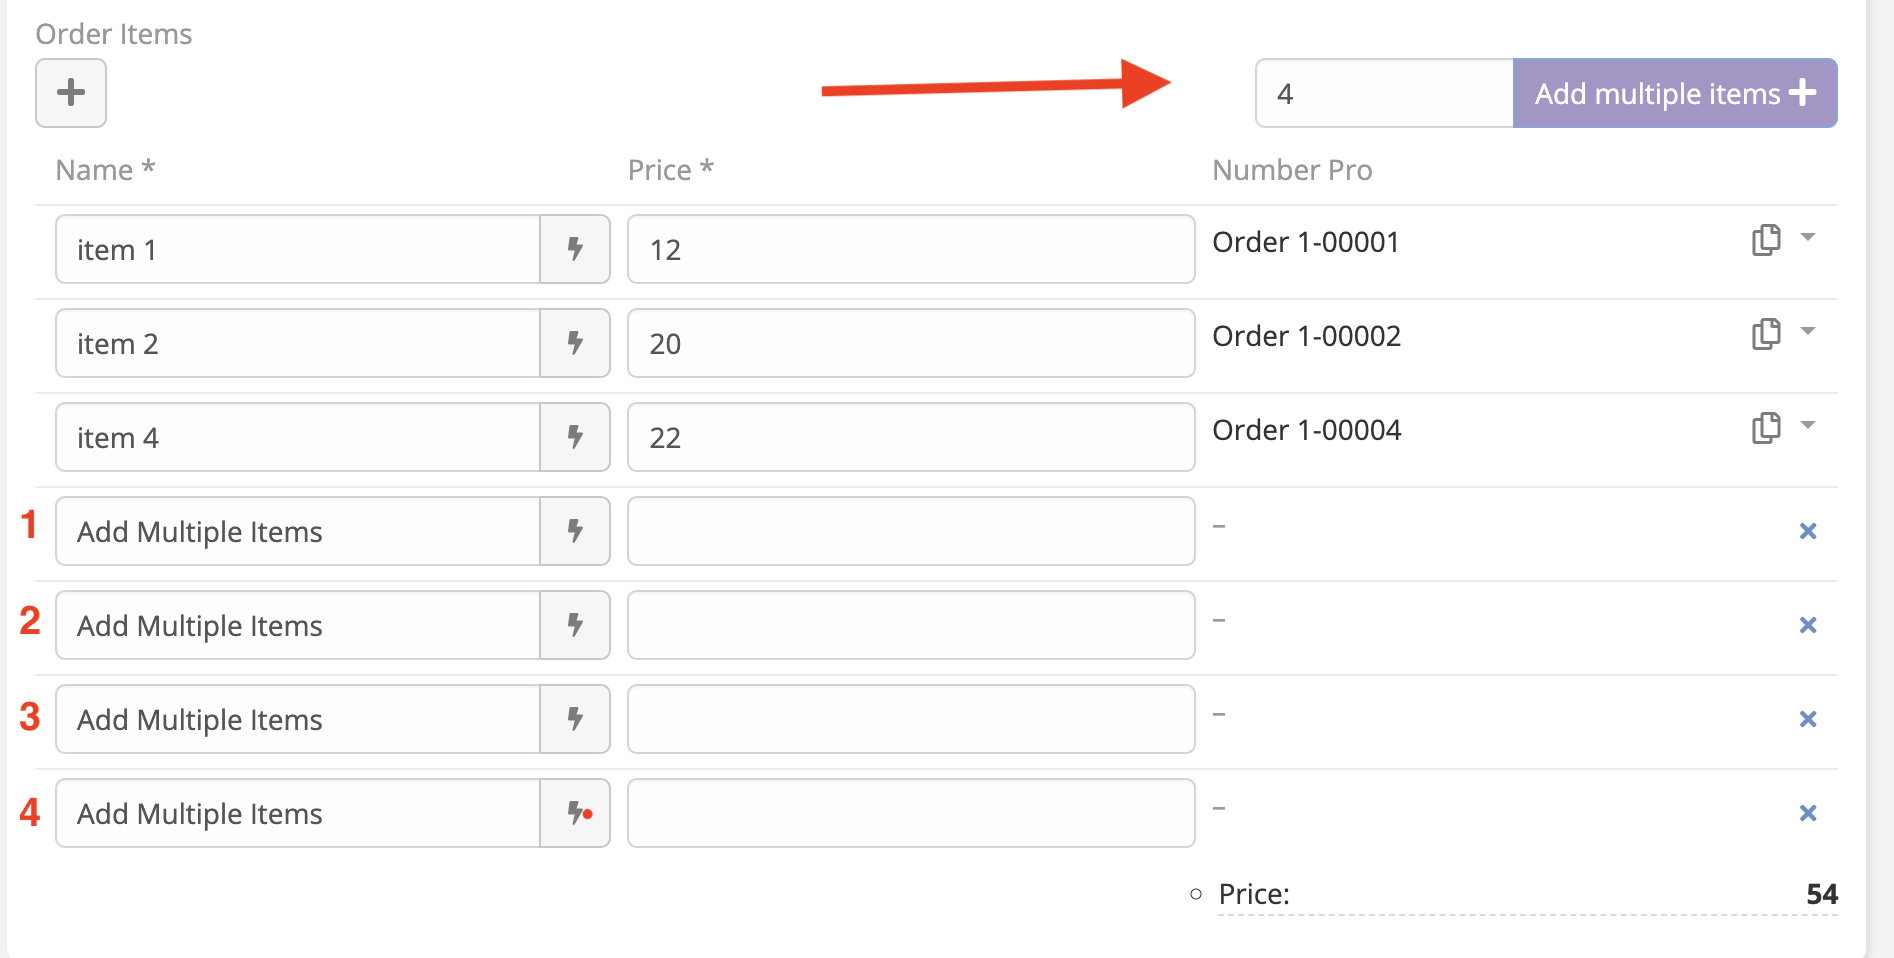 Order Items
4 Add multiple items
Name * Price * Number Pro
item 1 12 Order 1-00001
item 2 20 Order 1-00002
item 4 22 Order 1-00004
1 Add Multiple Items –
2 Add Multiple Items –
3 Add Multiple Items –
4 Add Multiple Items –
Price: 54